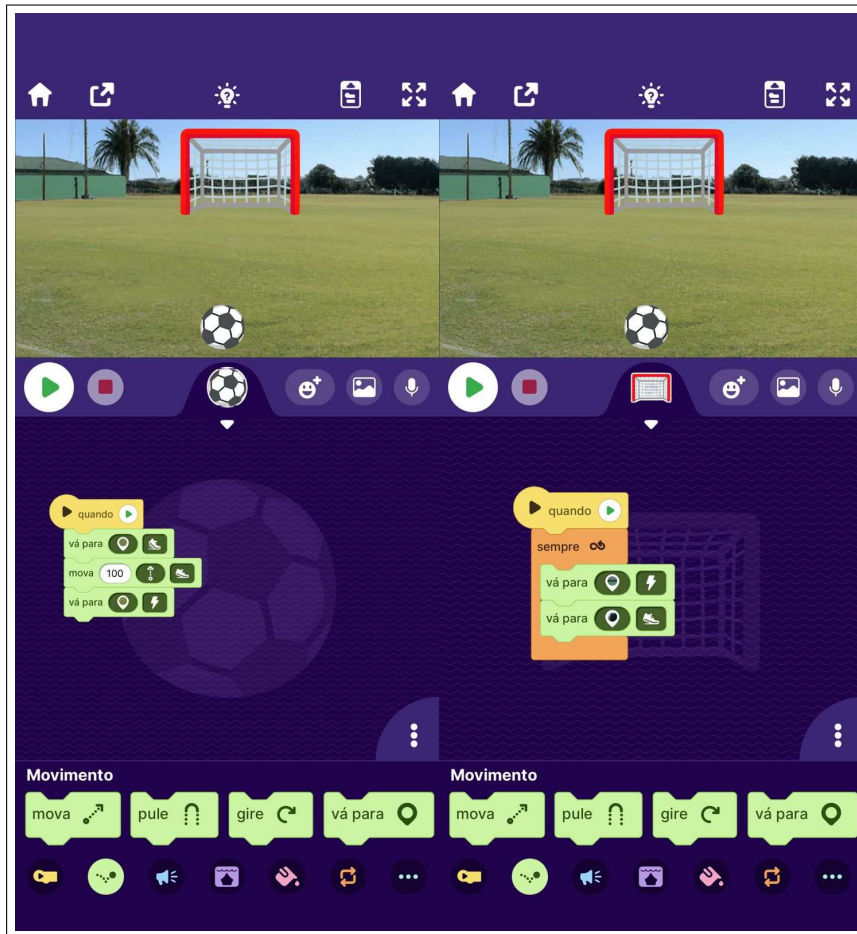 quando
vá para
mova 100
vá para
quando
sempre
vá para
vá para
Movimento
mova pule gire vá para
Movimento
mova pule gire vá para